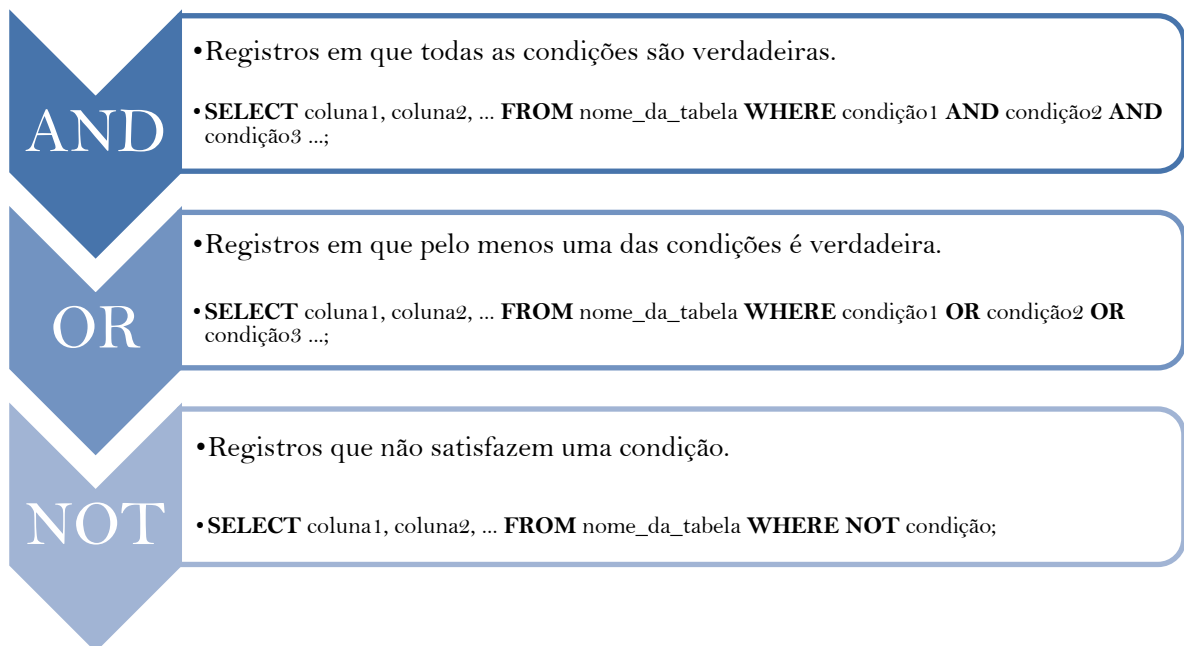 AND
•Registros em que todas as condições são verdadeiras.
•SELECT coluna1, coluna2, ... FROM nome_da_tabela WHERE condição1 AND condição2 AND
condição3 ...;
OR
•Registros em que pelo menos uma das condições é verdadeira.
•SELECT coluna1, coluna2, ... FROM nome_da_tabela WHERE condição1 OR condição2 OR
condição3 ...;
NOT
•Registros que não satisfazem uma condição.
•SELECT coluna1, coluna2, ... FROM nome_da_tabela WHERE NOT condição;